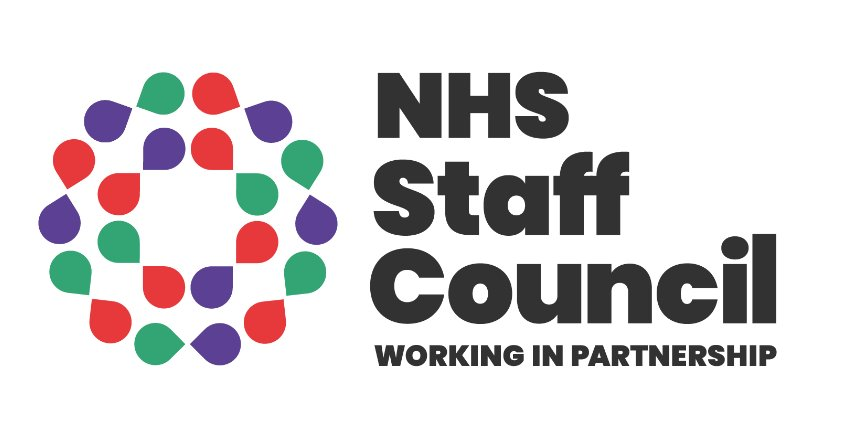 NHS
Staff
Council
WORKING IN PARTNERSHIP